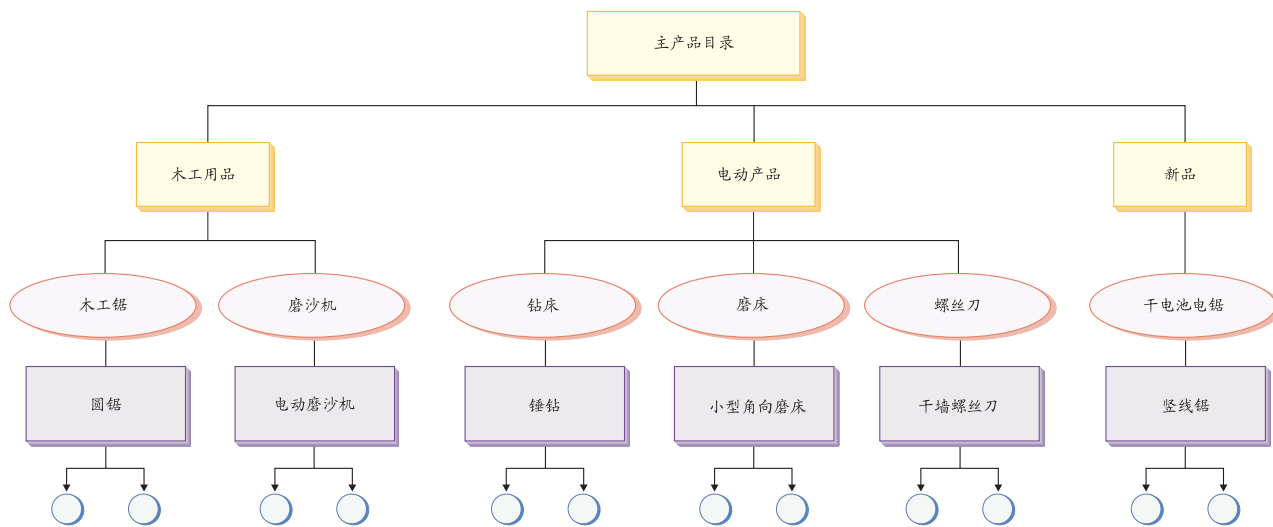 主产品目录
木工用品
电动产品
新品
木工锯
磨沙机
钻床
磨床
螺丝刀
干电池电锯
圆锯
电动磨沙机
锤钻
小型角向磨床
干墙螺丝刀
竖线锯